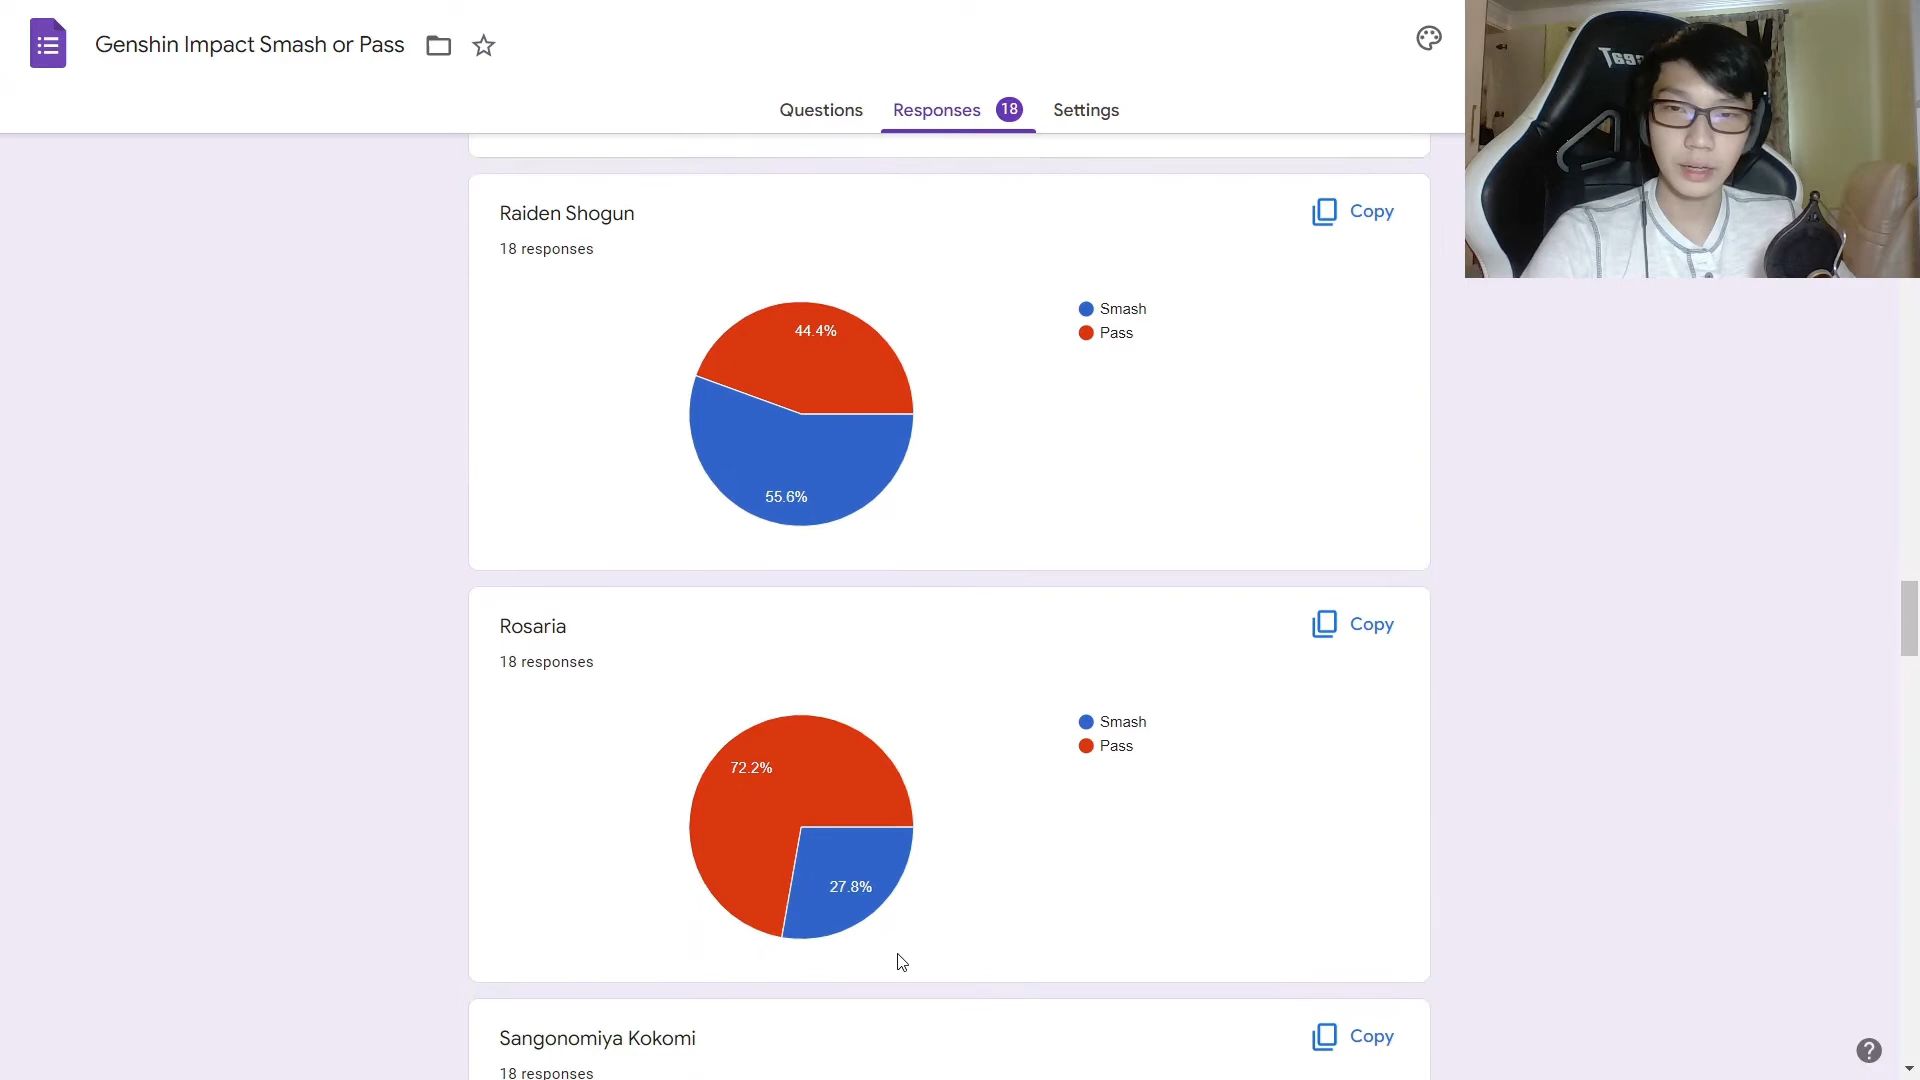 Genshin Impact Smash or Pass
Questions
Responses 18
Settings
Raiden Shogun
Copy
18 responses
44.4%
55.6%
Smash
Pass
Rosaria
Copy
18 responses
72.2%
27.8%
Smash
Pass
Sangonomiya Kokomi
Copy
18 responses